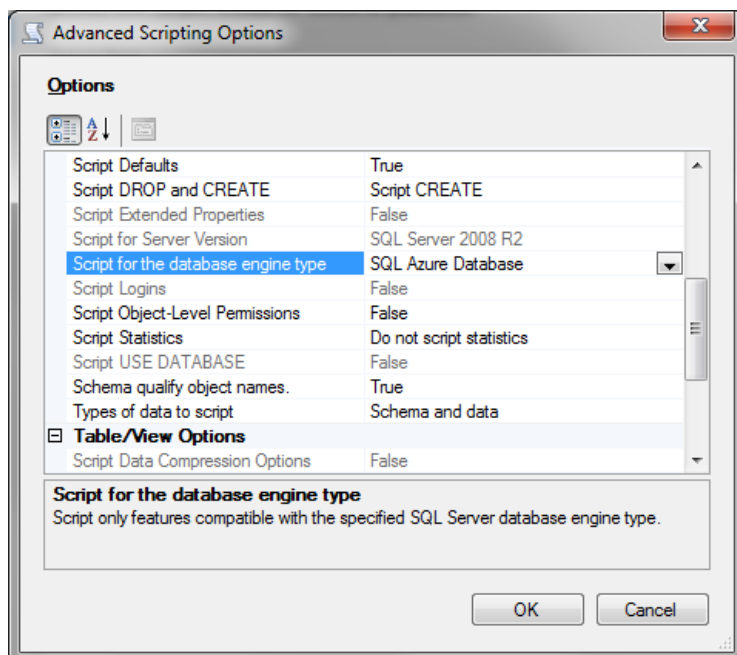 Advanced Scripting Options
Options
Script Defaults True
Script DROP and CREATE Script CREATE
Script Extended Properties False
Script for Server Version SQL Server 2008 R2
Script for the database engine type SQL Azure Database
Script Logins False
Script Object-Level Permissions False
Script Statistics Do not script statistics
Script USE DATABASE False
Schema qualify object names. True
Types of data to script Schema and data
Table/View Options
Script Data Compression Options False
Script for the database engine type
Script only features compatible with the specified SQL Server database engine type.
OK Cancel